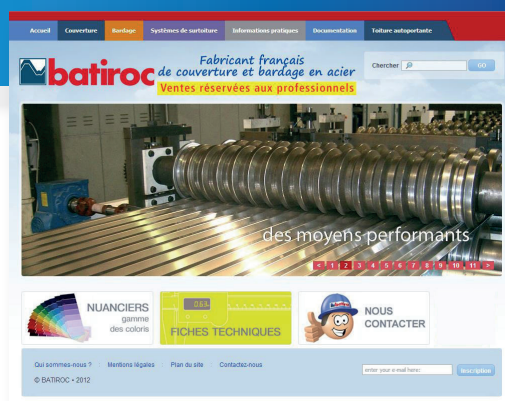 Accueil Couverture Bardage Systèmes de surtoiture Informations pratiques Documentation Toiture autoportante
batiroc
Fabricant français
de couverture et bardage en acier
Ventes réservées aux professionnels
Chercher GO
des moyens performants
< 1 2 3 4 5 6 7 8 9 10 11 >
NUANCIERS
gamme
des coloris
FICHES TECHNIQUES
NOUS
CONTACTER
Qui sommes-nous ? Mentions légales Plan du site Contactez-nous
© BATIROC • 2012
enter your e-mail here: Inscription